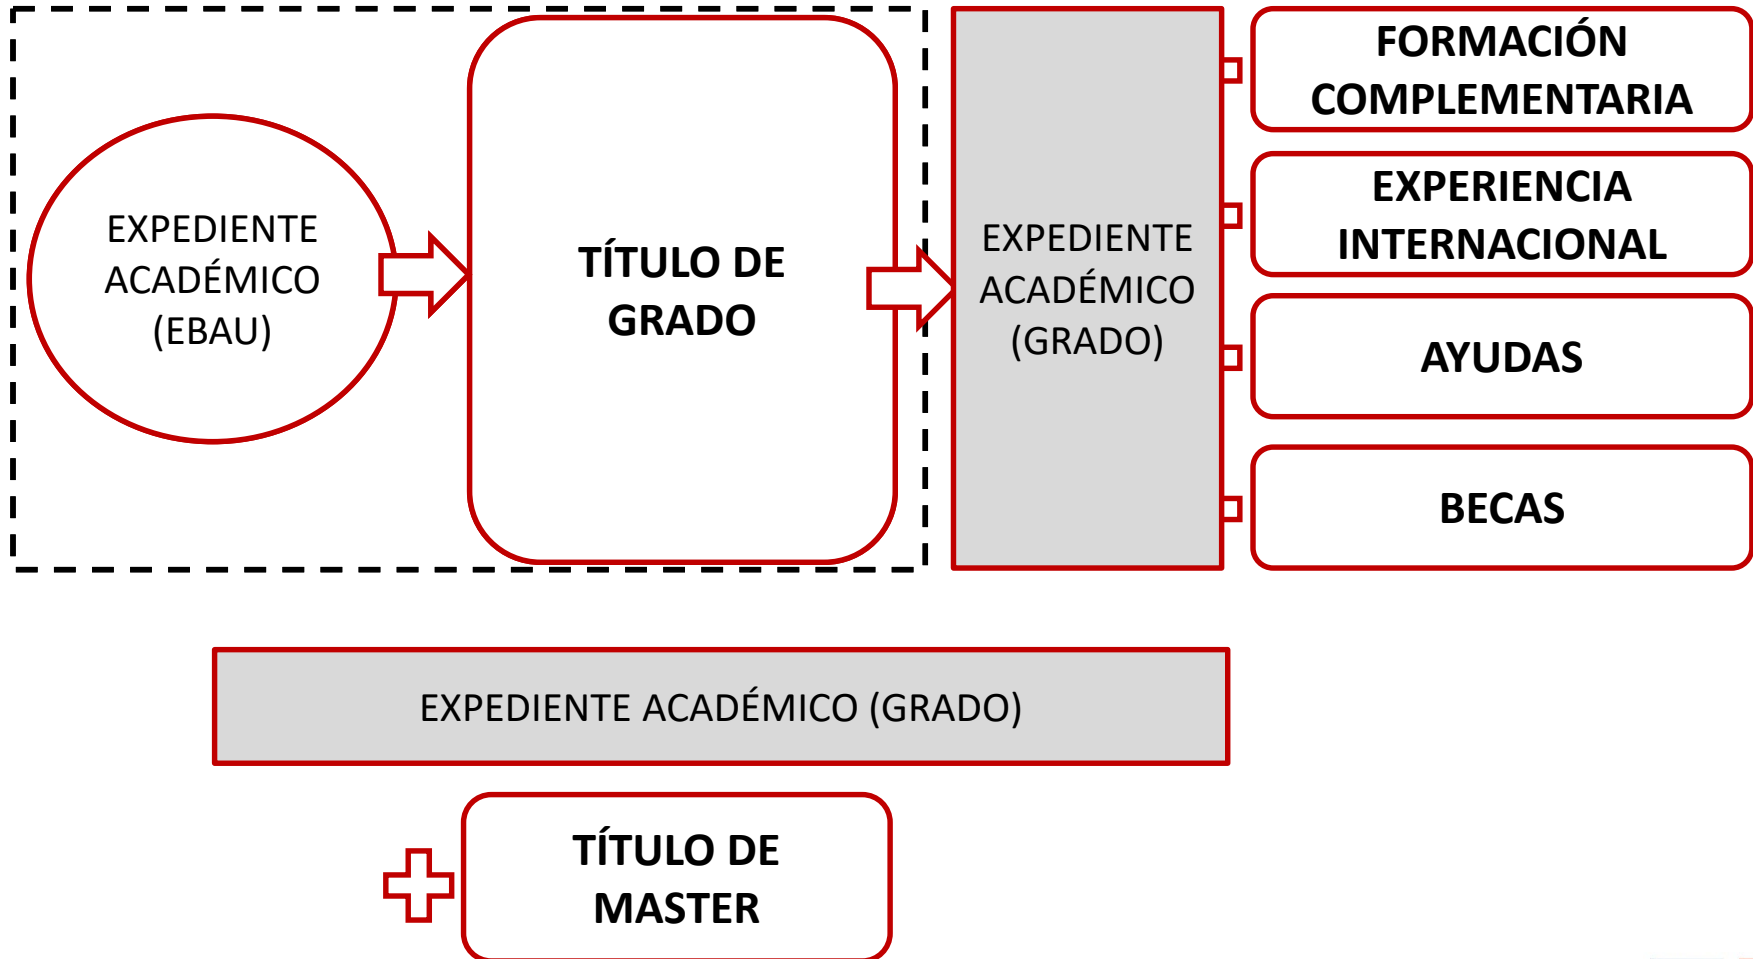 EXPEDIENTE
ACADÉMICO
(EBAU)
TÍTULO DE
GRADO
EXPEDIENTE
ACADÉMICO
(GRADO)
FORMACIÓN
COMPLEMENTARIA
EXPERIENCIA
INTERNACIONAL
AYUDAS
BECAS
EXPEDIENTE ACADÉMICO (GRADO)
TÍTULO DE
MASTER